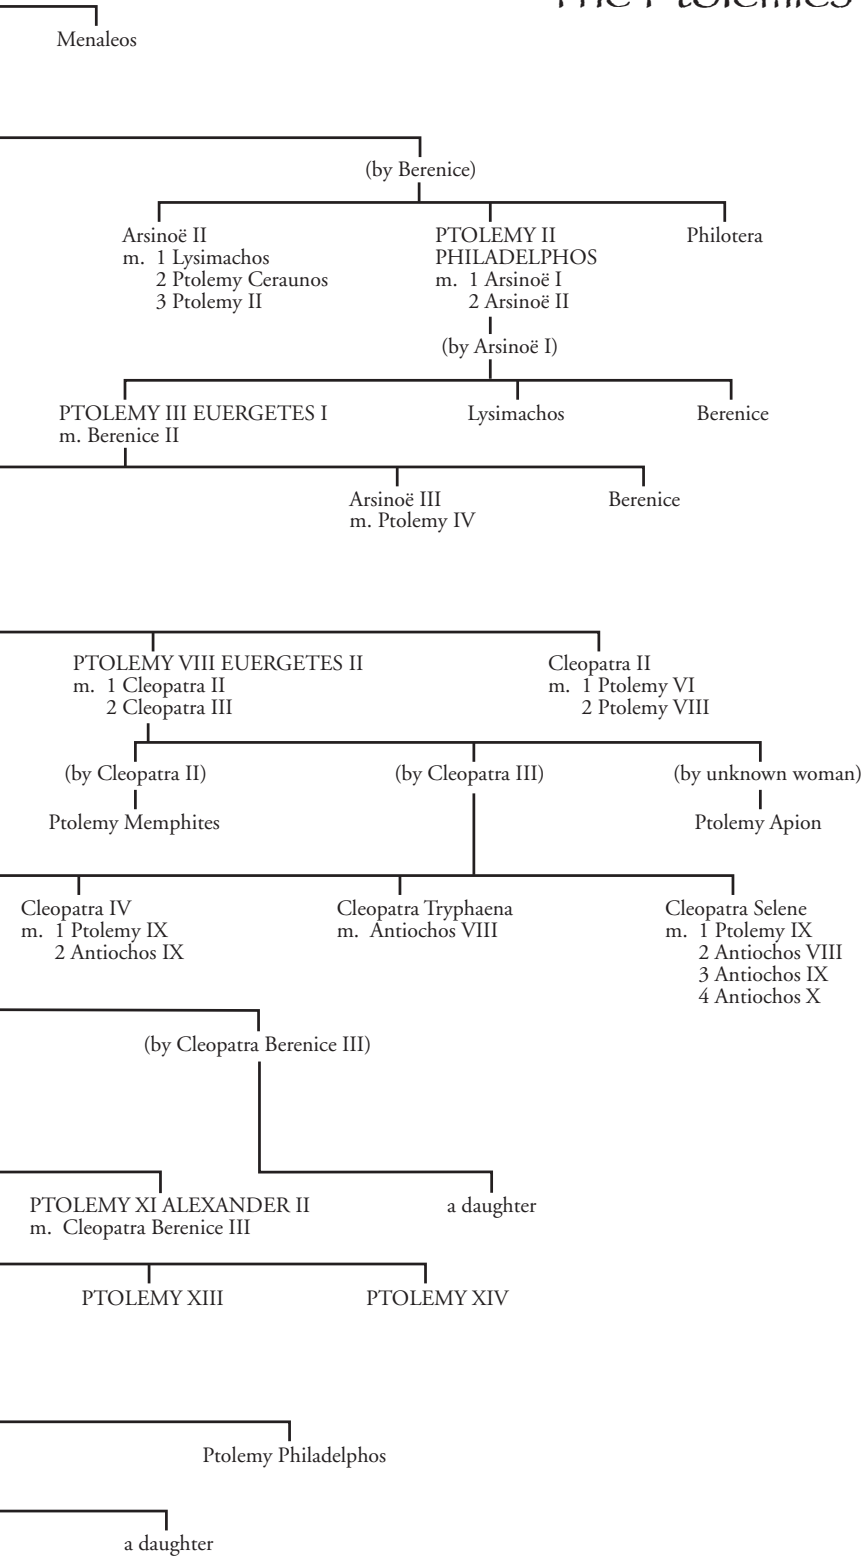 The Ptolemies
Menaleos
(by Berenice)
Arsinoë II
m. 1 Lysimachos
2 Ptolemy Ceraunos
3 Ptolemy II
PTOLEMY II
PHILADELPHOS
m. 1 Arsinoë I
2 Arsinoë II
Philotera
(by Arsinoë I)
PTOLEMY III EUERGETES I
m. Berenice II
Lysimachos
Berenice
Arsinoë III
m. Ptolemy IV
Berenice
PTOLEMY VIII EUERGETES II
m. 1 Cleopatra II
2 Cleopatra III
Cleopatra II
m. 1 Ptolemy VI
2 Ptolemy VIII
(by Cleopatra II)
(by Cleopatra III)
(by unknown woman)
Ptolemy Memphites
Ptolemy Apion
Cleopatra IV
m. 1 Ptolemy IX
2 Antiochos IX
Cleopatra Tryphaena
m. Antiochos VIII
Cleopatra Selene
m. 1 Ptolemy IX
2 Antiochos VIII
3 Antiochos IX
4 Antiochos X
(by Cleopatra Berenice III)
PTOLEMY XI ALEXANDER II
m. Cleopatra Berenice III
a daughter
PTOLEMY XIII
PTOLEMY XIV
Ptolemy Philadelphos
a daughter